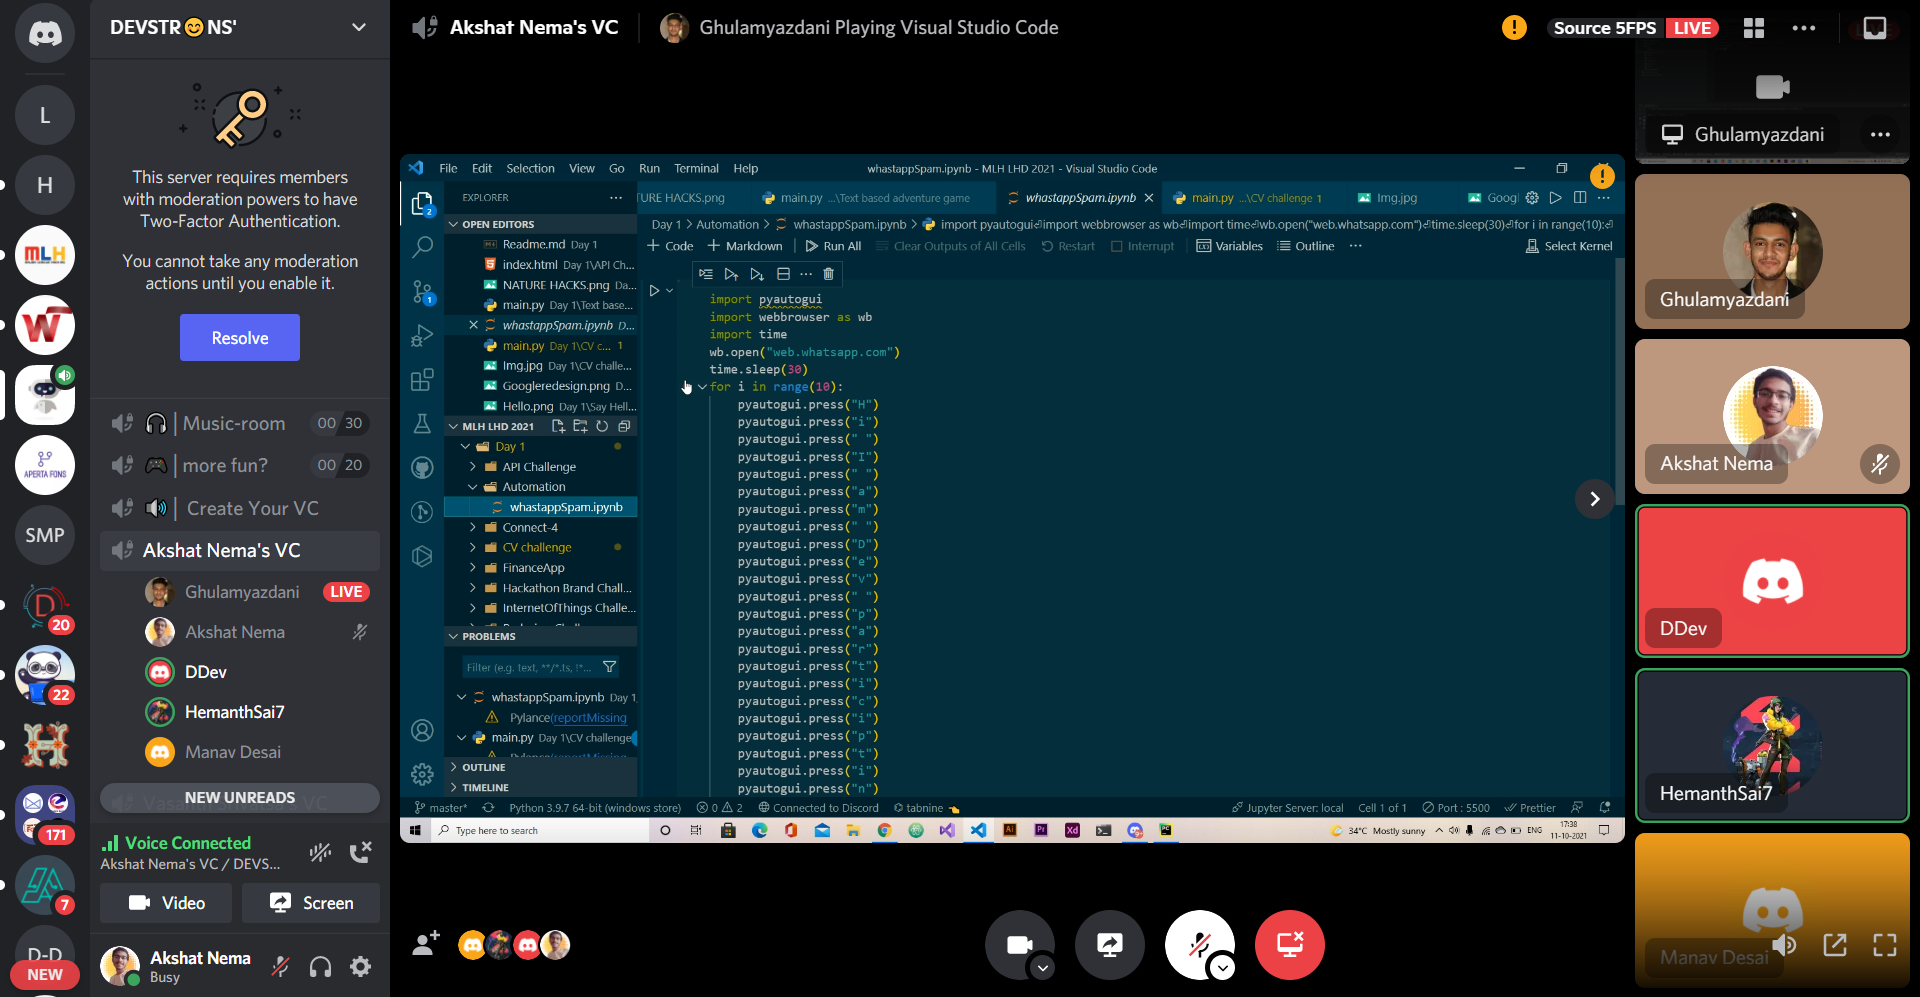 DEVSTR😊NS'
This server requires members
with moderation powers to have
Two-Factor Authentication.
You cannot take any moderation
actions until you enable it.
Resolve
Music-room 00 30
more fun? 00 20
Create Your VC
Akshat Nema's VC
Ghulamyazdani LIVE
Akshat Nema
DDev
HemanthSai7
Manav Desai
NEW UNREADS
Voice Connected
Akshat Nema's VC / DEVS...
Video
Screen
Akshat Nema
Busy
L
H
MLH
W
APERTA FONS
SMP
D
20
22
H
171
7
D-D
NEW
Akshat Nema's VC
Ghulamyazdani Playing Visual Studio Code
Source 5FPS LIVE
File Edit Selection View Go Run Terminal Help
whastappSpam.ipynb - MLH LHD 2021 - Visual Studio Code
EXPLORER
TURE HACKS.png
main.py ...\Text based adventure game
whastappSpam.ipynb
main.py ...\CV challenge 1
Img.jpg
Googl
Day 1 > Automation > whastappSpam.ipynb > import pyautogui⏎import webbrowser as wb⏎import time⏎wb.open("web.whatsapp.com")⏎time.sleep(30)⏎for i in range(10):⏎
+ Code + Markdown Run All Clear Outputs of All Cells Restart Interrupt Variables Outline ... Select Kernel
OPEN EDITORS
Readme.md Day 1
index.html Day 1\API Ch...
NATURE HACKS.png Da...
main.py Day 1\Text base...
whastappSpam.ipynb D...
main.py Day 1\CV c... 1
Img.jpg Day 1\CV challe...
Googleredesign.png D...
Hello.png Day 1\Say Hell...
MLH LHD 2021
Day 1
API Challenge
Automation
whastappSpam.ipynb
Connect-4
CV challenge
FinanceApp
Hackathon Brand Chall...
InternetOfThings Challe...
PROBLEMS
Filter (e.g. text, **/*.ts, !*...
whastappSpam.ipynb Day 1
Pylance(reportMissing
main.py Day 1\CV challenge
Pylance(reportMissing
OUTLINE
TIMELINE
2
1
import pyautogui
import webbrowser as wb
import time
wb.open("web.whatsapp.com")
time.sleep(30)
for i in range(10):
pyautogui.press("H")
pyautogui.press("i")
pyautogui.press(" ")
pyautogui.press("I")
pyautogui.press(" ")
pyautogui.press("a")
pyautogui.press("m")
pyautogui.press(" ")
pyautogui.press("D")
pyautogui.press("e")
pyautogui.press("v")
pyautogui.press(" ")
pyautogui.press("p")
pyautogui.press("a")
pyautogui.press("r")
pyautogui.press("t")
pyautogui.press("i")
pyautogui.press("c")
pyautogui.press("i")
pyautogui.press("p")
pyautogui.press("t")
pyautogui.press("i")
pyautogui.press("n")
master* Python 3.9.7 64-bit (windows store) 0 2 Connected to Discord tabnine Jupyter Server: local Cell 1 of 1 Port : 5500 Prettier
Type here to search
Ai
Pr
Xd
34°C Mostly sunny
ENG
17:38
11-10-2021
Ghulamyazdani
Ghulamyazdani
Akshat Nema
DDev
HemanthSai7
Manav Desai